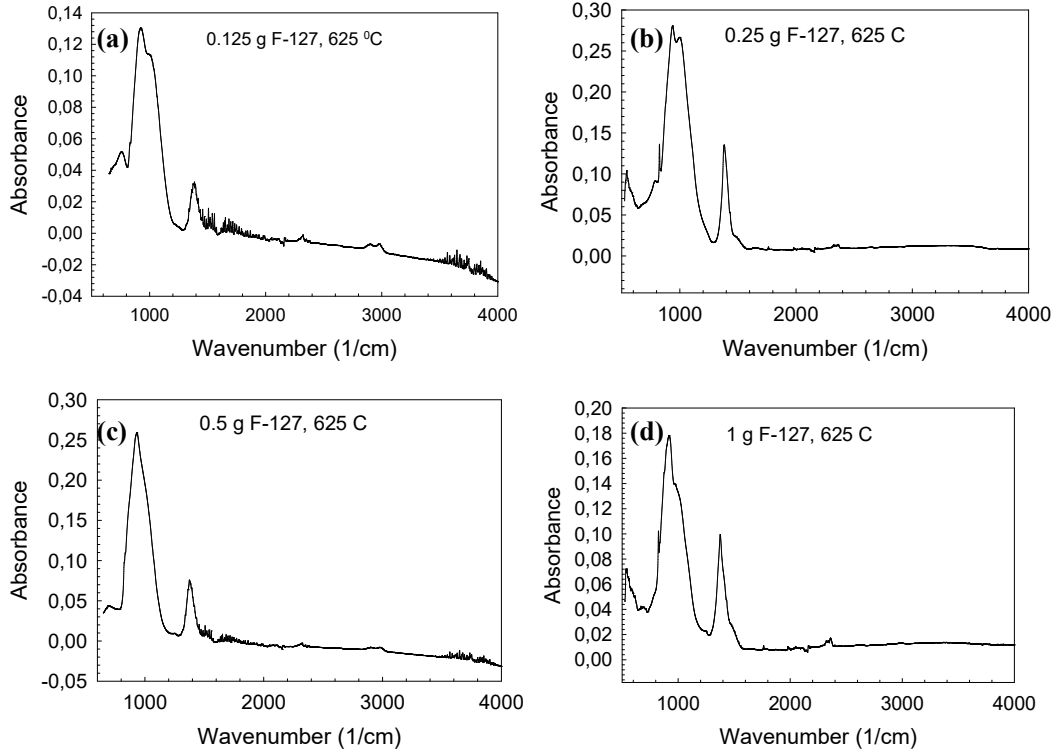 (a)
0.125 g F-127, 625 ⁰C
Absorbance
0,14
0,12
0,10
0,08
0,06
0,04
0,02
0,00
-0,02
-0,04
1000 2000 3000 4000
Wavenumber (1/cm)
(b)
0.25 g F-127, 625 C
Absorbance
0,30
0,25
0,20
0,15
0,10
0,05
0,00
1000 2000 3000 4000
Wavenumber (1/cm)
(c)
0.5 g F-127, 625 C
Absorbance
0,30
0,25
0,20
0,15
0,10
0,05
0,00
-0,05
1000 2000 3000 4000
Wavenumber (1/cm)
(d)
1 g F-127, 625 C
Absorbance
0,20
0,18
0,16
0,14
0,12
0,10
0,08
0,06
0,04
0,02
0,00
1000 2000 3000 4000
Wavenumber (1/cm)